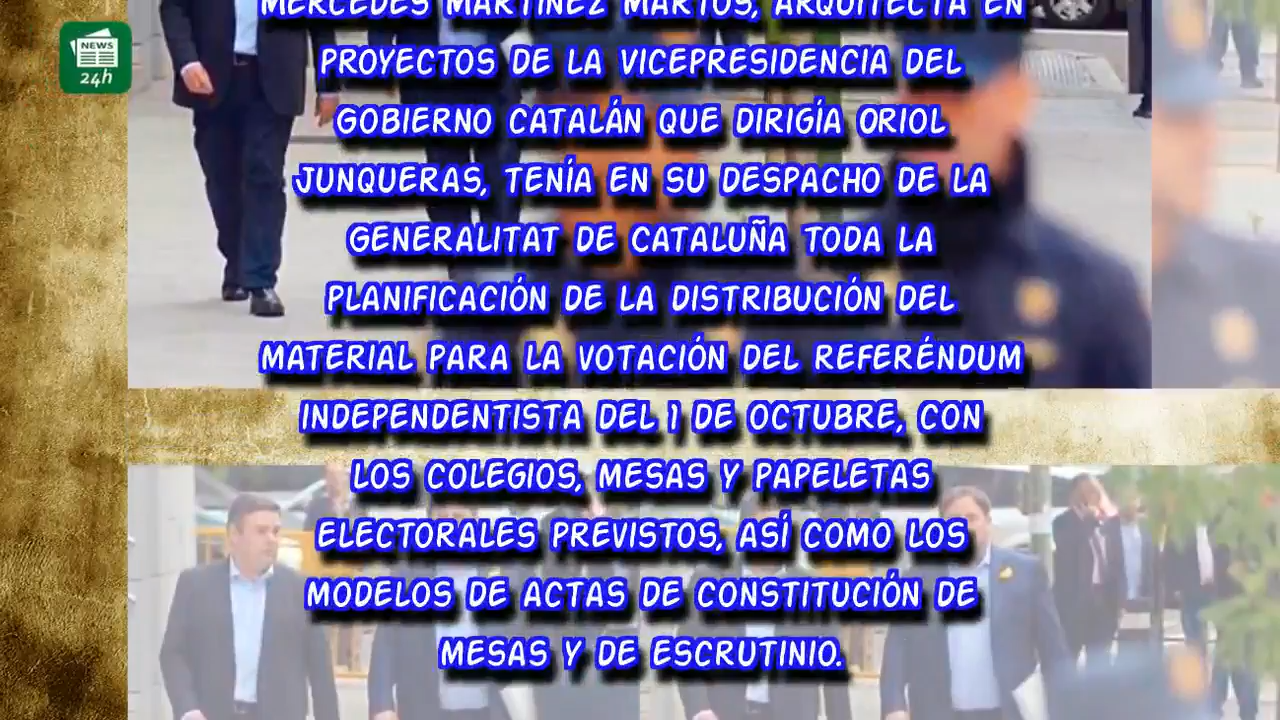 NEWS
24h
MERCEDES MARTÍNEZ MARTOS, ARQUITECTA EN
PROYECTOS DE LA VICEPRESIDENCIA DEL
GOBIERNO CATALÁN QUE DIRIGÍA ORIOL
JUNQUERAS, TENÍA EN SU DESPACHO DE LA
GENERALITAT DE CATALUÑA TODA LA
PLANIFICACIÓN DE LA DISTRIBUCIÓN DEL
MATERIAL PARA LA VOTACIÓN DEL REFERÉNDUM
INDEPENDENTISTA DEL 1 DE OCTUBRE, CON
LOS COLEGIOS, MESAS Y PAPELETAS
ELECTORALES PREVISTOS, ASÍ COMO LOS
MODELOS DE ACTAS DE CONSTITUCIÓN DE
MESAS Y DE ESCRUTINIO.